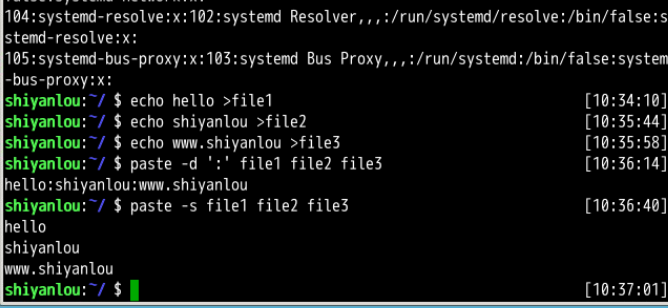 104:systemd-resolve:x:102:systemd Resolver,,,:/run/systemd/resolve:/bin/false:s
stemd-resolve:x:
105:systemd-bus-proxy:x:103:systemd Bus Proxy,,,:/run/systemd:/bin/false:system
-bus-proxy:x:
shiyanlou:~/ $ echo hello >file1 [10:34:10]
shiyanlou:~/ $ echo shiyanlou >file2 [10:35:44]
shiyanlou:~/ $ echo www.shiyanlou >file3 [10:35:58]
shiyanlou:~/ $ paste -d ':' file1 file2 file3 [10:36:14]
hello:shiyanlou:www.shiyanlou
shiyanlou:~/ $ paste -s file1 file2 file3 [10:36:40]
hello
shiyanlou
www.shiyanlou
shiyanlou:~/ $ [10:37:01]